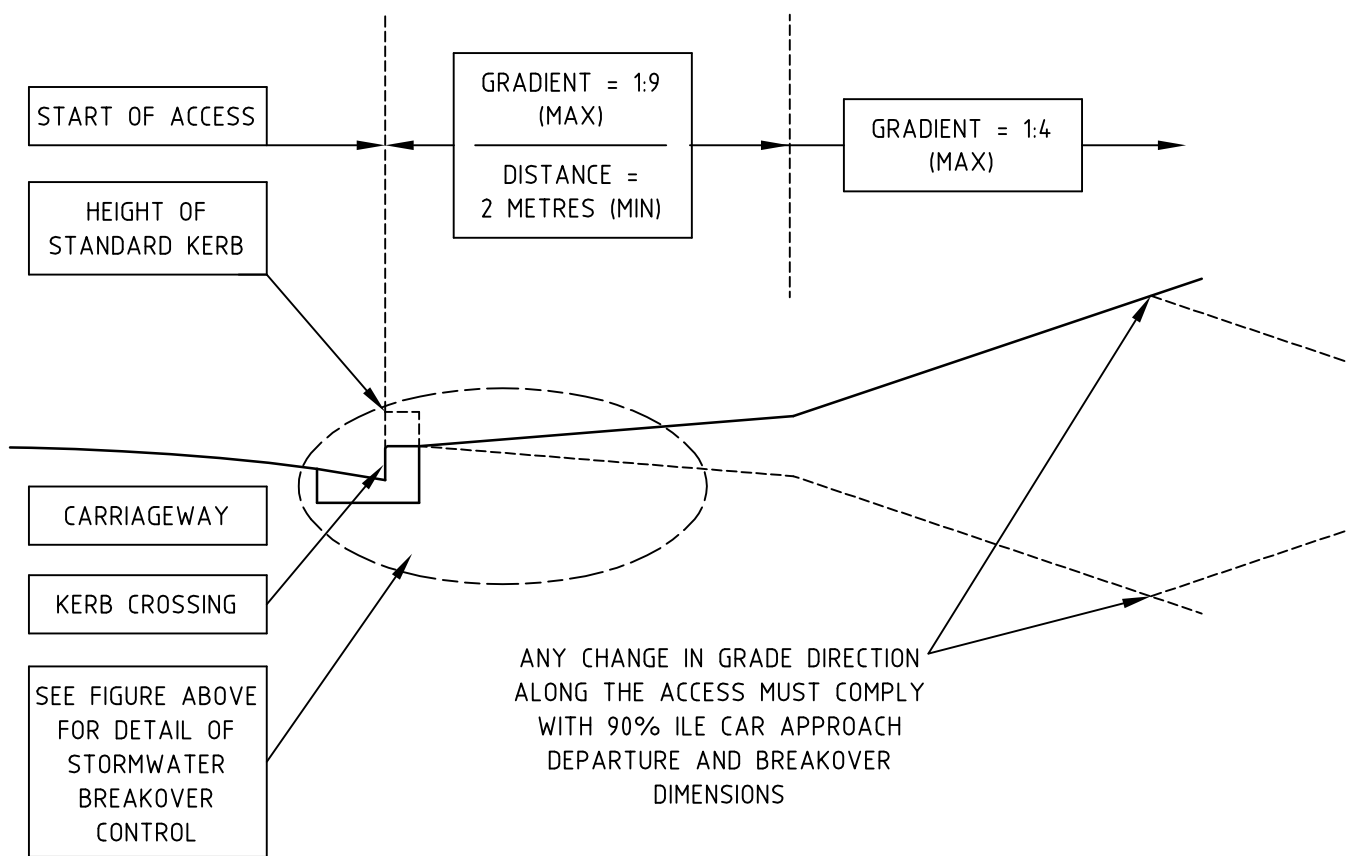 START OF ACCESS
GRADIENT = 1:9
(MAX)
DISTANCE =
2 METRES (MIN)
GRADIENT = 1:4
(MAX)
HEIGHT OF
STANDARD KERB
CARRIAGEWAY
KERB CROSSING
SEE FIGURE ABOVE
FOR DETAIL OF
STORMWATER
BREAKOVER
CONTROL
ANY CHANGE IN GRADE DIRECTION
ALONG THE ACCESS MUST COMPLY
WITH 90% ILE CAR APPROACH
DEPARTURE AND BREAKOVER
DIMENSIONS